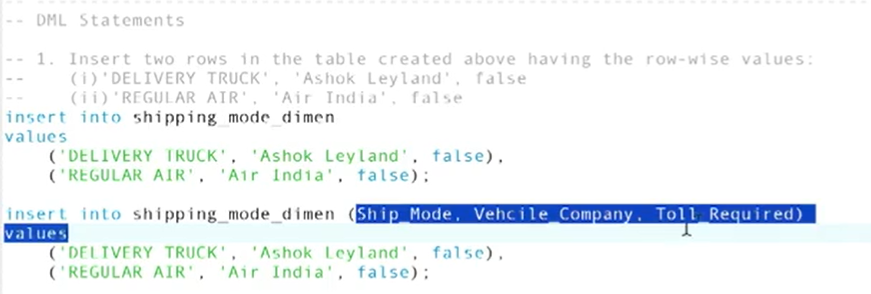 -- DML Statements
-- 1. Insert two rows in the table created above having the row-wise values:
-- (i)'DELIVERY TRUCK', 'Ashok Leyland', false
-- (ii)'REGULAR AIR', 'Air India', false
insert into shipping_mode_dimen
values
('DELIVERY TRUCK', 'Ashok Leyland', false),
('REGULAR AIR', 'Air India', false);
insert into shipping_mode_dimen (Ship_Mode, Vehcile_Company, Toll_Required)
values
('DELIVERY TRUCK', 'Ashok Leyland', false),
('REGULAR AIR', 'Air India', false);